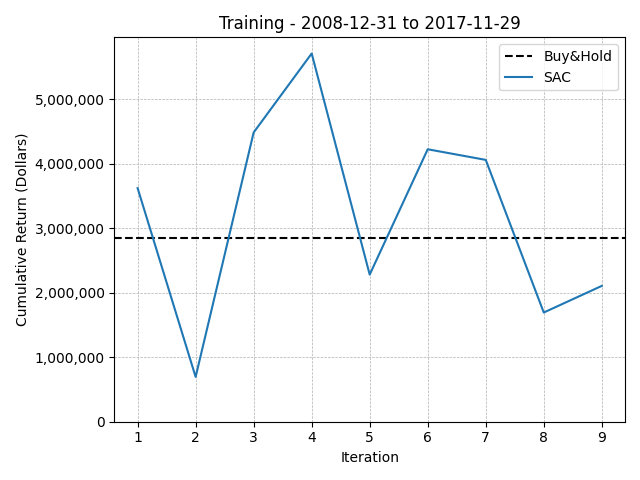 Training - 2008-12-31 to 2017-11-29
Buy&Hold
SAC
Cumulative Return (Dollars)
5,000,000
4,000,000
3,000,000
2,000,000
1,000,000
0
1 2 3 4 5 6 7 8 9
Iteration